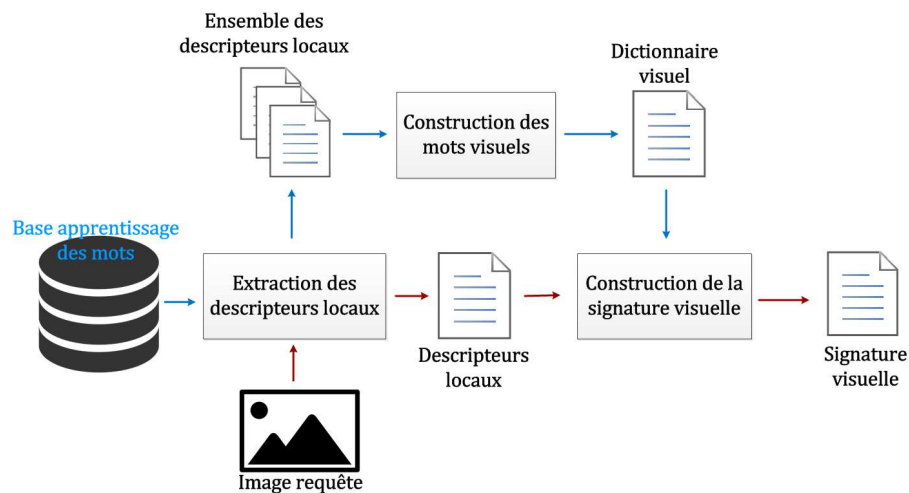 Ensemble des
descripteurs locaux
Dictionnaire
visuel
Construction des
mots visuels
Base apprentissage
des mots
Extraction des
descripteurs locaux
Construction de la
signature visuelle
Descripteurs
locaux
Signature
visuelle
Image requête